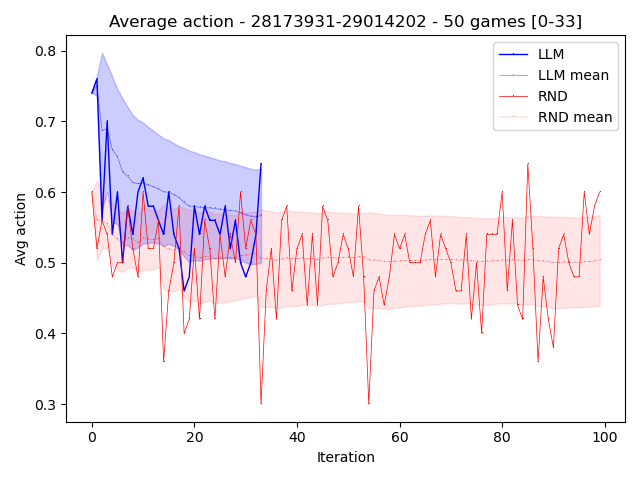 Average action - 28173931-29014202 - 50 games [0-33]
LLM
LLM mean
RND
RND mean
Avg action
0.8
0.7
0.6
0.5
0.4
0.3
0 20 40 60 80 100
Iteration